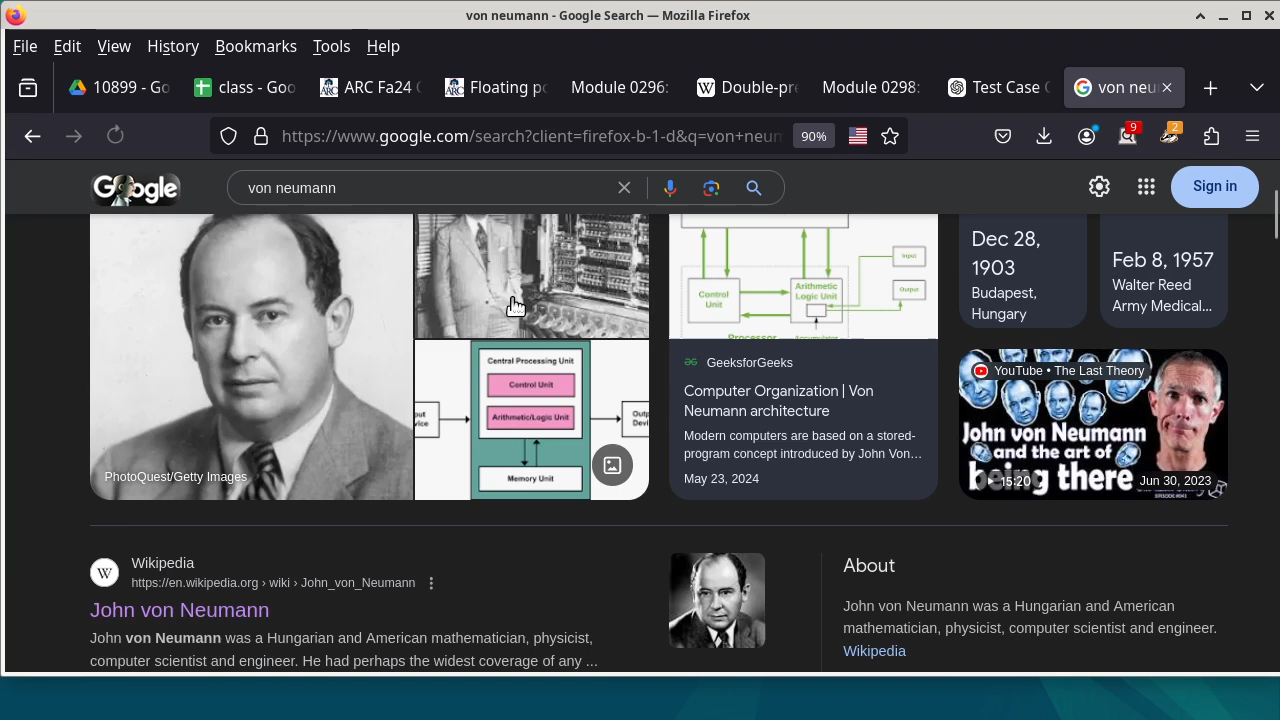 von neumann - Google Search — Mozilla Firefox
File Edit View History Bookmarks Tools Help
10899 - Go
class - Goo
ARC Fa24
Floating po
Module 0296:
Double-pre
Module 0298:
Test Case
von neu
https://www.google.com/search?client=firefox-b-1-d&q=von+neum
90%
9
2
Google
von neumann
Sign in
PhotoQuest/Getty Images
Central Processing Unit
Control Unit
Arithmetic/Logic Unit
Memory Unit
Control Unit
Arithmetic Logic Unit
Input
Output
Processor
GeeksforGeeks
Computer Organization | Von
Neumann architecture
Modern computers are based on a stored-
program concept introduced by John Von…
May 23, 2024
Dec 28,
1903
Budapest,
Hungary
Feb 8, 1957
Walter Reed
Army Medical...
YouTube • The Last Theory
John von Neumann
and the art of
being there
15:20
Jun 30, 2023
Wikipedia
https://en.wikipedia.org › wiki › John_von_Neumann
John von Neumann
John von Neumann was a Hungarian and American mathematician, physicist,
computer scientist and engineer. He had perhaps the widest coverage of any ...
About
John von Neumann was a Hungarian and American
mathematician, physicist, computer scientist and engineer.
Wikipedia